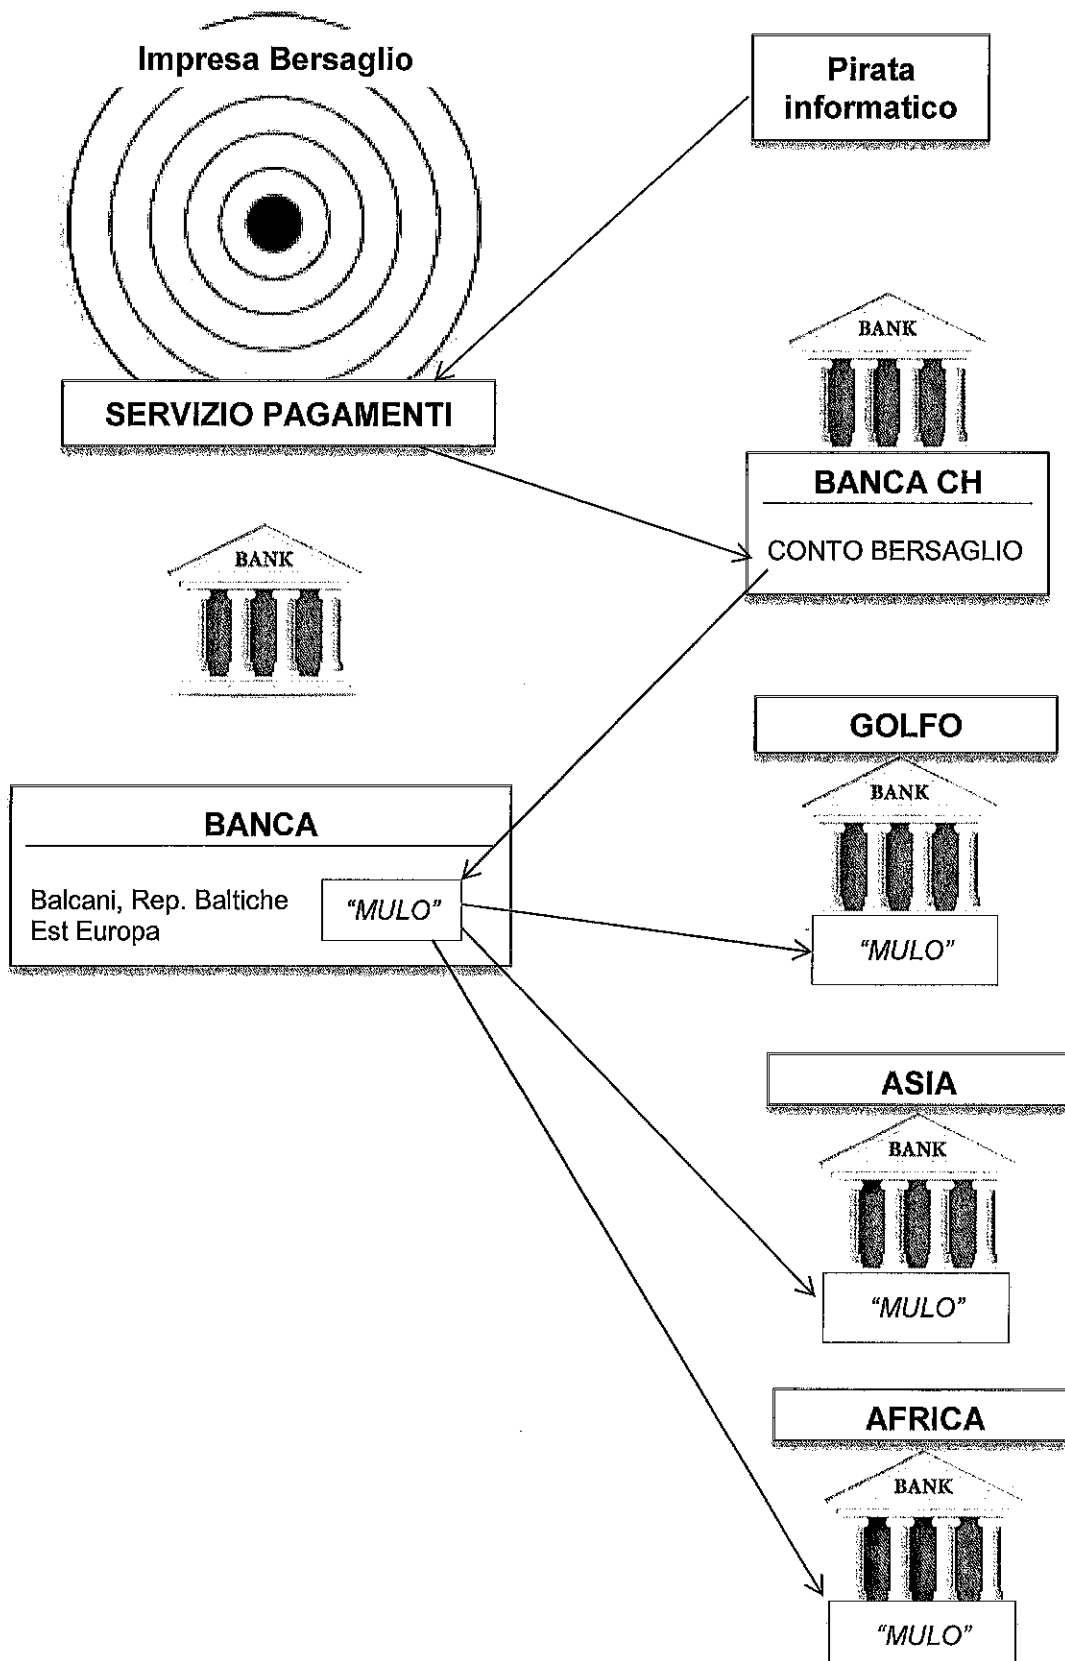 Impresa Bersaglio
Pirata
informatico
BANK
SERVIZIO PAGAMENTI
BANCA CH
CONTO BERSAGLIO
BANK
GOLFO
BANK
BANCA
Balcani, Rep. Baltiche
Est Europa
“MULO”
“MULO”
ASIA
BANK
“MULO”
AFRICA
BANK
“MULO”